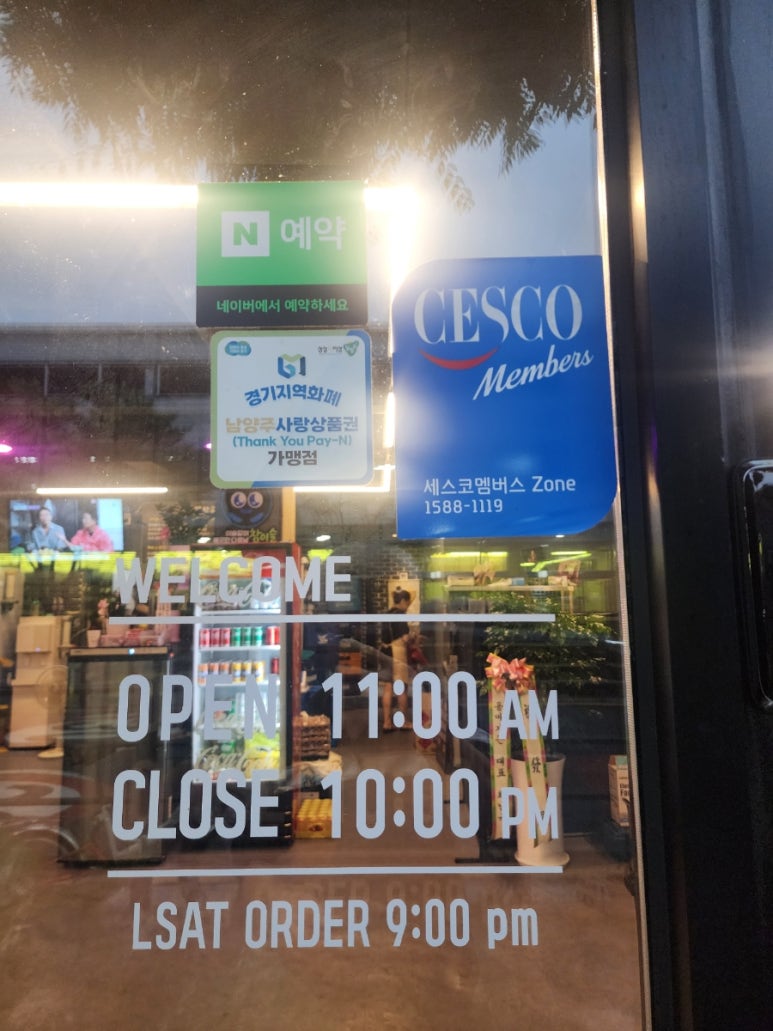 N 예약
네이버에서 예약하세요
경기지역화폐
남양주사랑상품권
(Thank You Pay-N)
가맹점
CESCO
Members
세스코멤버스 Zone
1588-1119
참이슬
WELCOME
OPEN 11:00 AM
CLOSE 10:00 PM
LSAT ORDER 9:00 pm